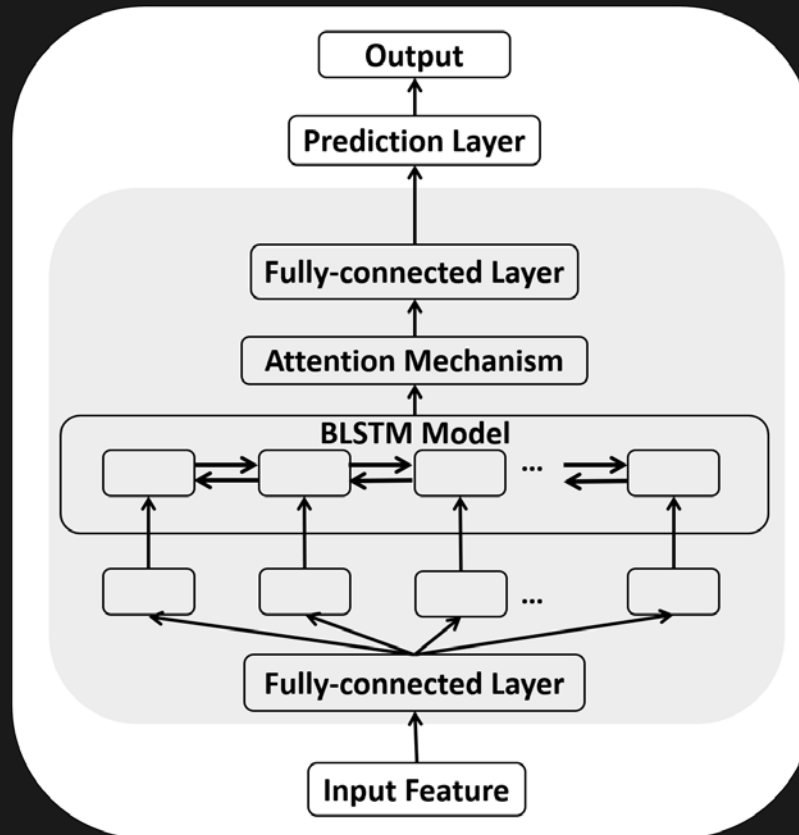 Output
Prediction Layer
Fully-connected Layer
Attention Mechanism
BLSTM Model
...
...
Fully-connected Layer
Input Feature